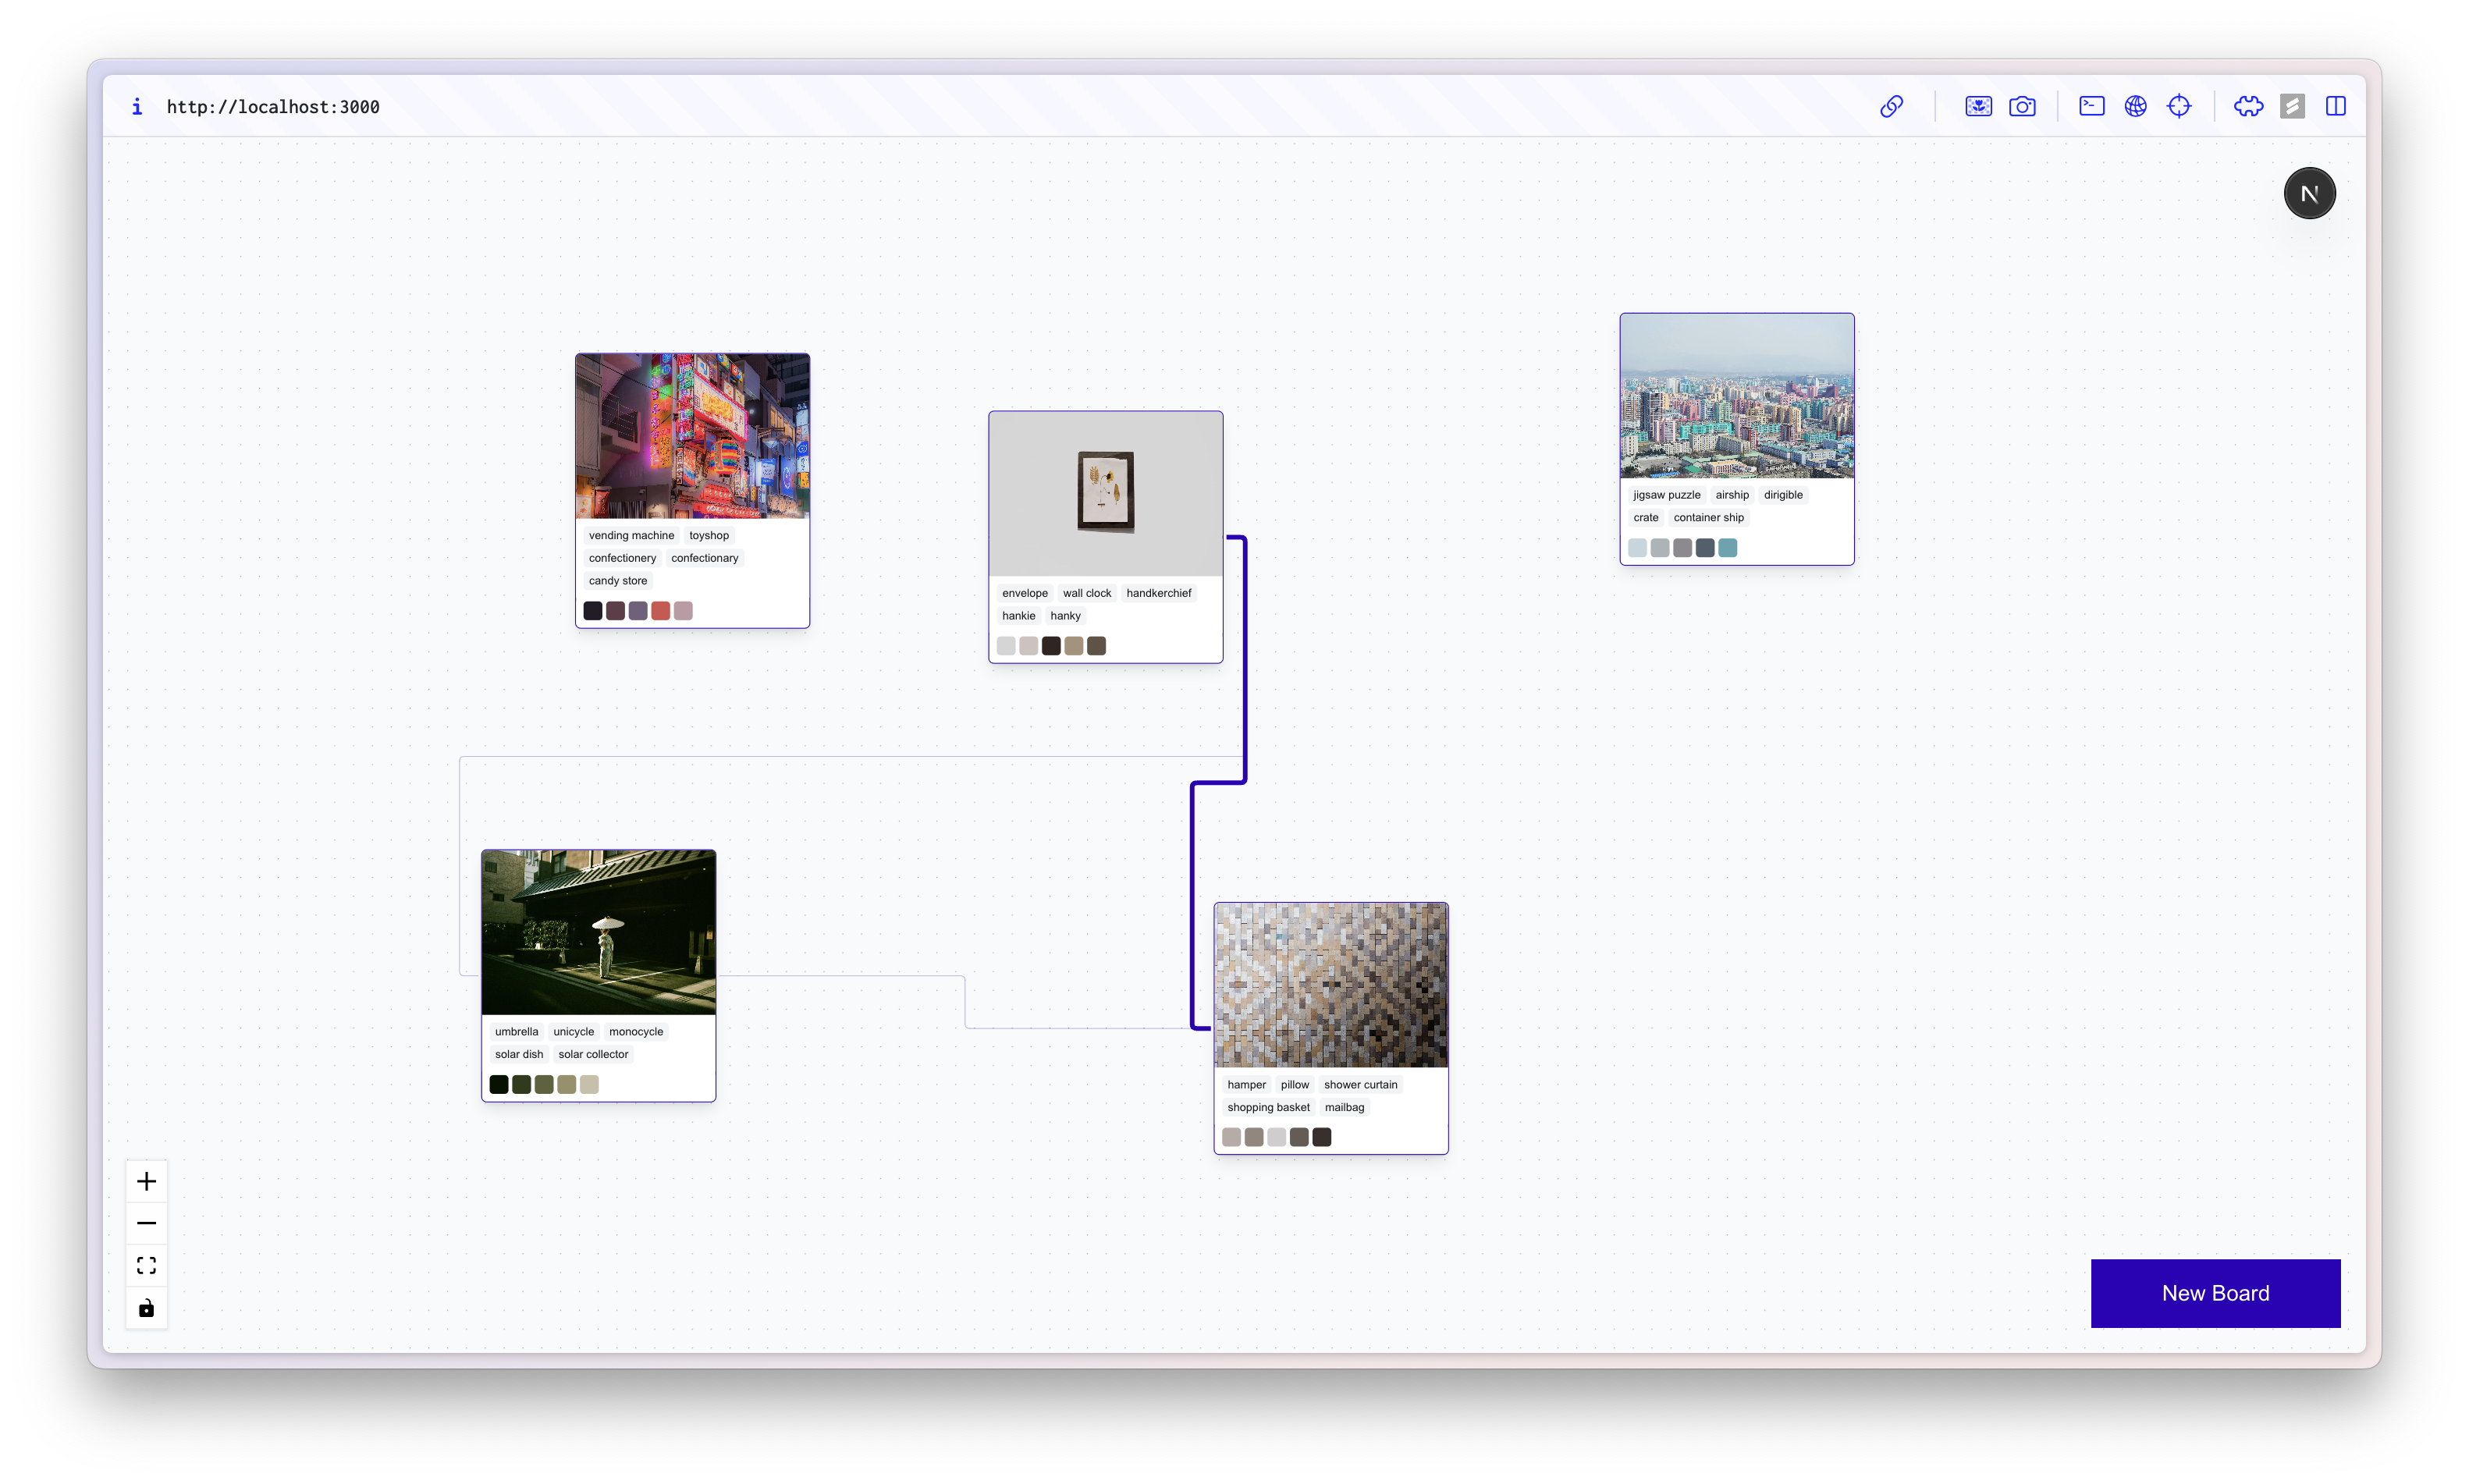 http://localhost:3000
N
vending machine toyshop
confectionery confectionary
candy store
envelope wall clock handkerchief
hankie hanky
jigsaw puzzle airship dirigible
crate container ship
umbrella unicycle monocycle
solar dish solar collector
hamper pillow shower curtain
shopping basket mailbag
New Board